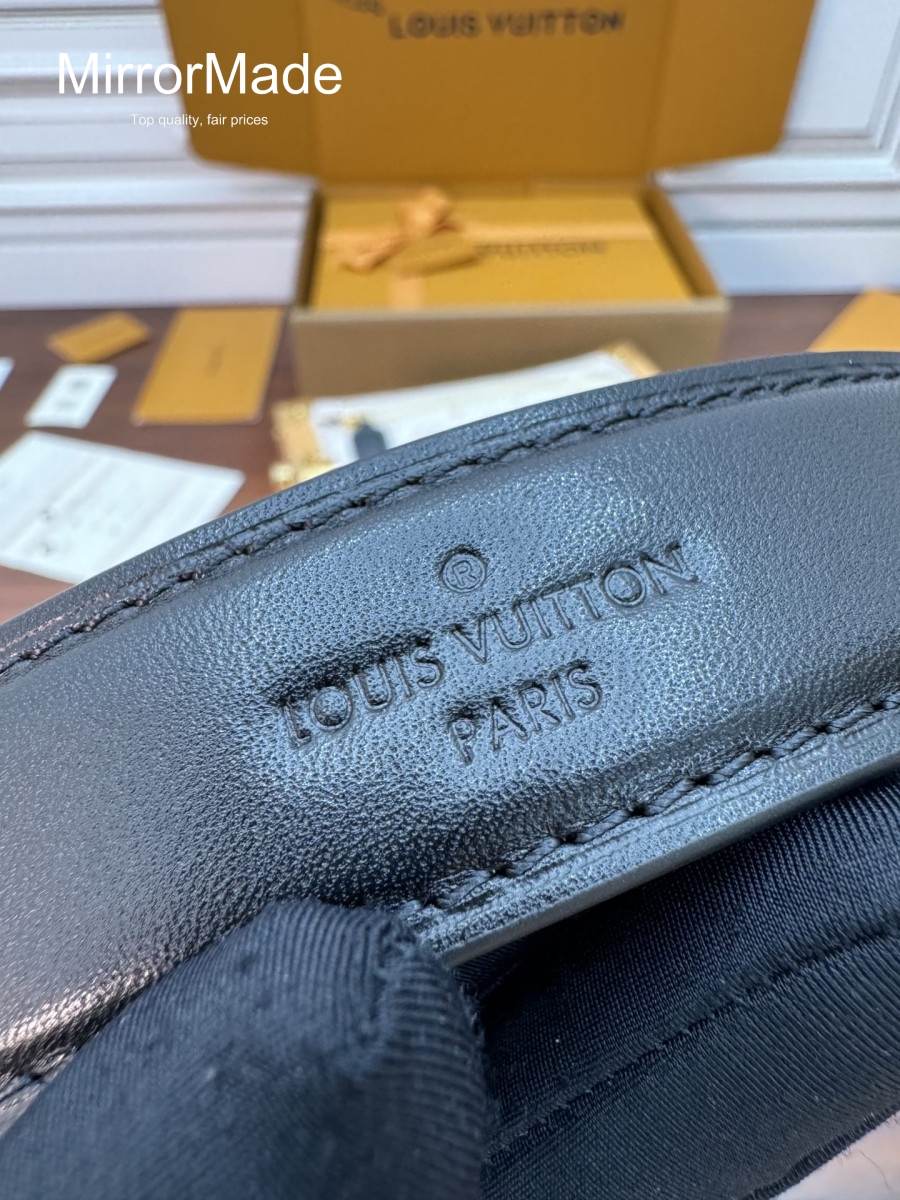 LOUIS VUITTON
MirrorMade
Top quality, fair prices
®
LOUIS VUITTON
PARIS